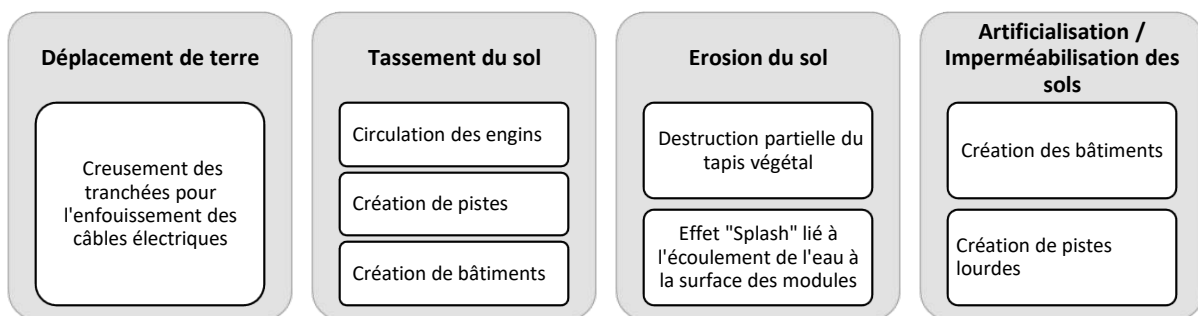 Déplacement de terre
Creusement des
tranchées pour
l'enfouissement des
câbles électriques
Tassement du sol
Circulation des engins
Création de pistes
Création de bâtiments
Erosion du sol
Destruction partielle du
tapis végétal
Effet "Splash" lié à
l'écoulement de l'eau à
la surface des modules
Artificialisation /
Imperméabilisation des
sols
Création des bâtiments
Création de pistes
lourdes